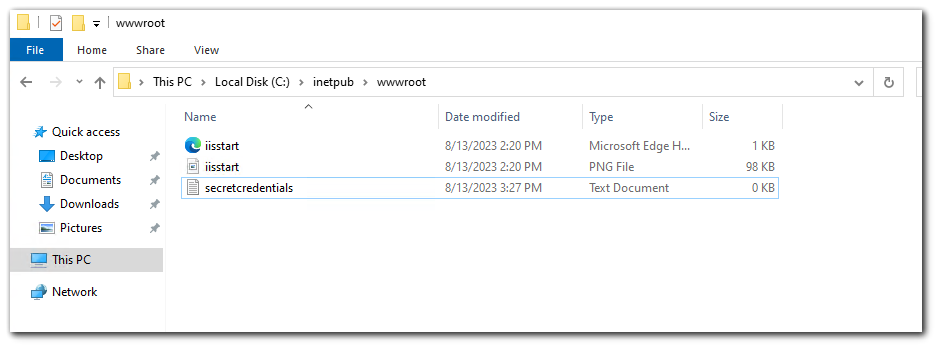 wwwroot
File Home Share View
This PC Local Disk (C:) inetpub wwwroot
Name Date modified Type Size
Quick access
Desktop
Documents
Downloads
Pictures
This PC
Network
iisstart 8/13/2023 2:20 PM Microsoft Edge H... 1 KB
iisstart 8/13/2023 2:20 PM PNG File 98 KB
secretcredentials 8/13/2023 3:27 PM Text Document 0 KB